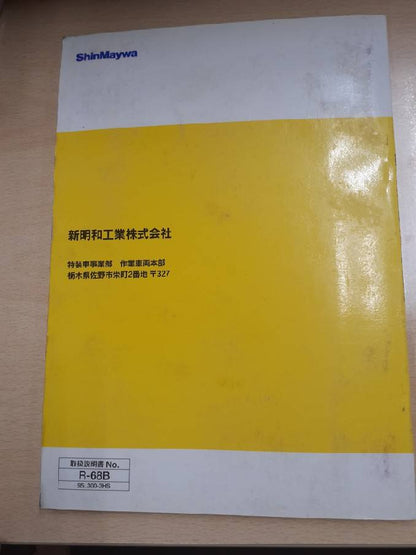 ShinMaywa
新明和工業株式会社
特装車事業部 作業車両本部
栃木県佐野市栄町2番地 〒327
取扱説明書 No.
R-68B
95. 300-3HS